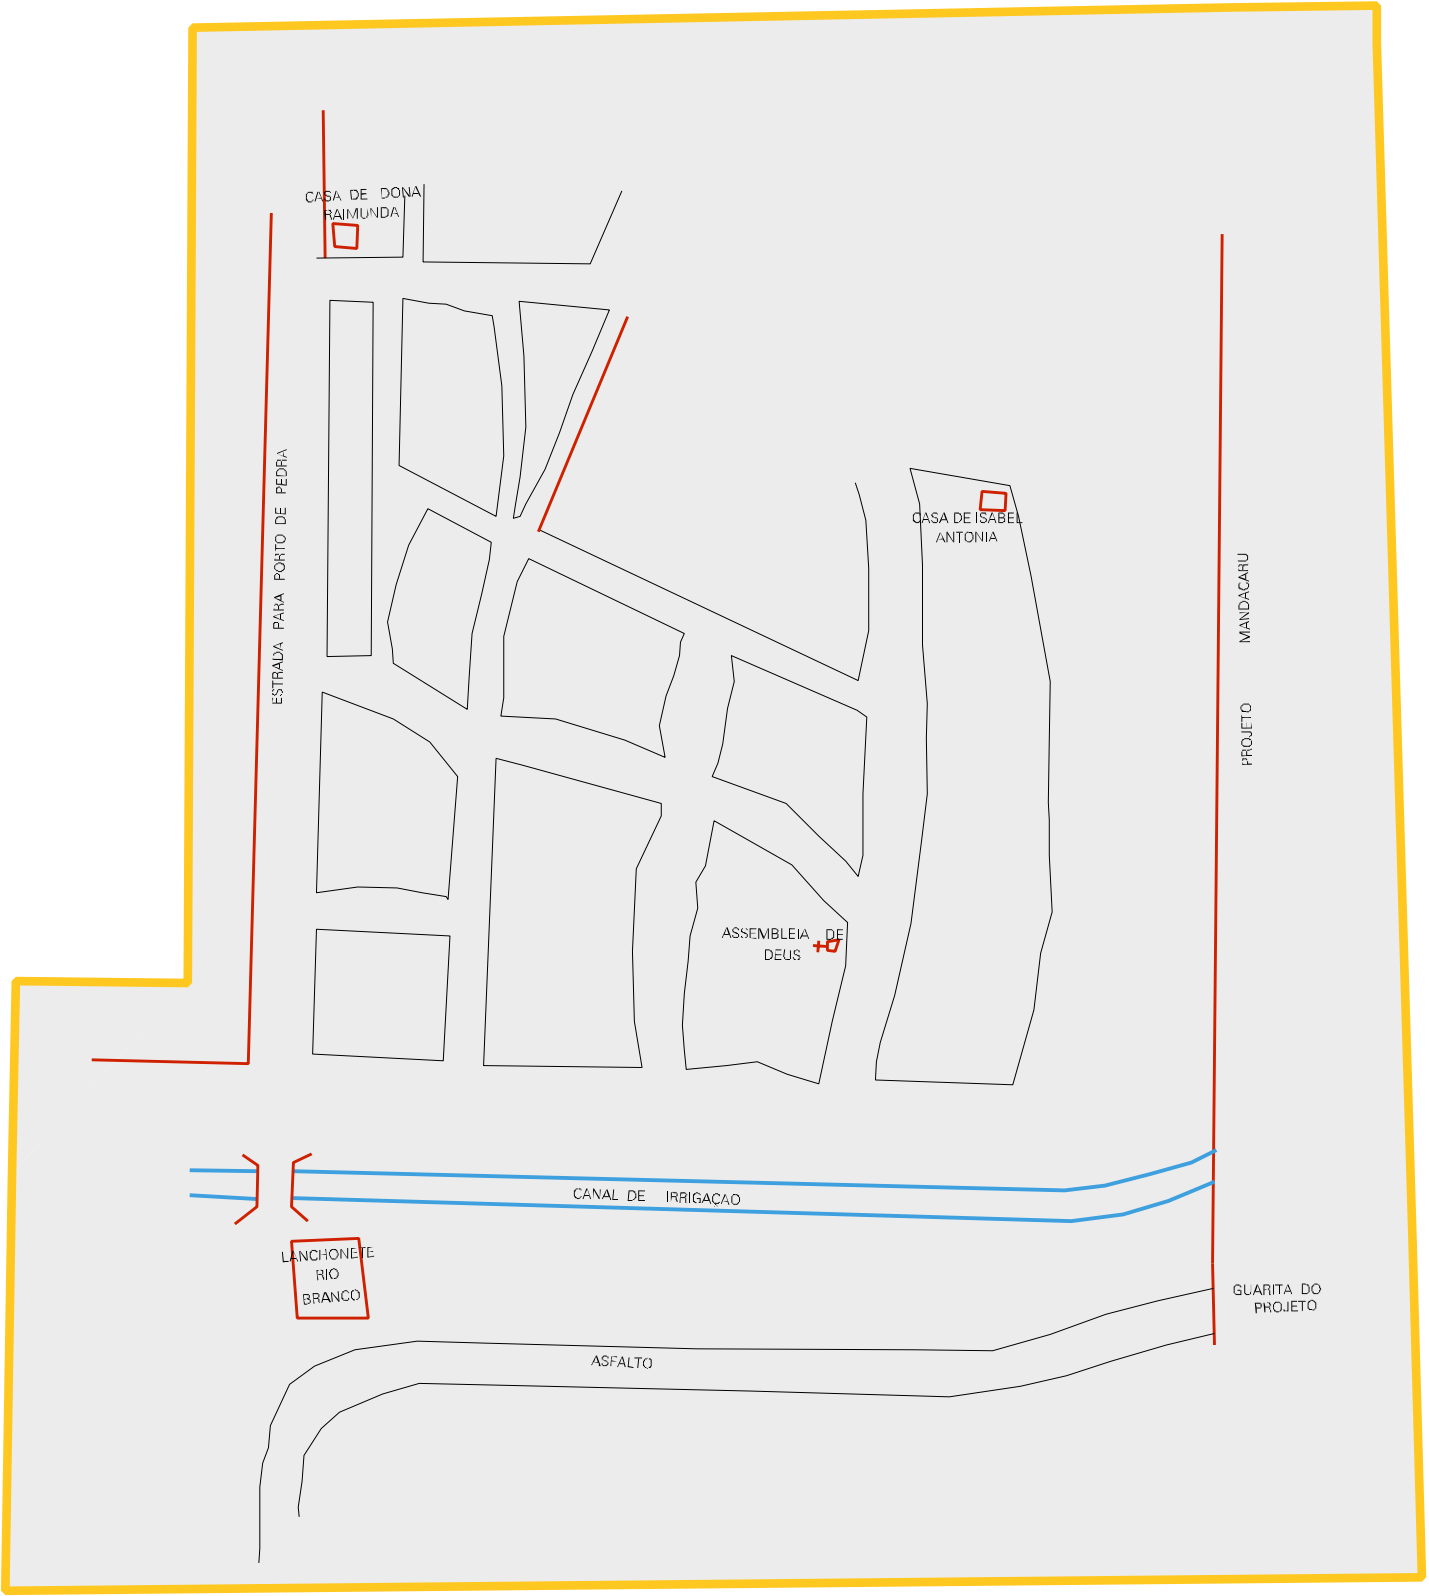 CASA DE DONA
RAIMUNDA
ESTRADA PARA PORTO DE PEDRA
CASA DE ISABEL
ANTONIA
PROJETO MANDACARU
ASSEMBLEIA DE
DEUS
CANAL DE IRRIGAÇAO
LANCHONETE
RIO
BRANCO
GUARITA DO
PROJETO
ASFALTO